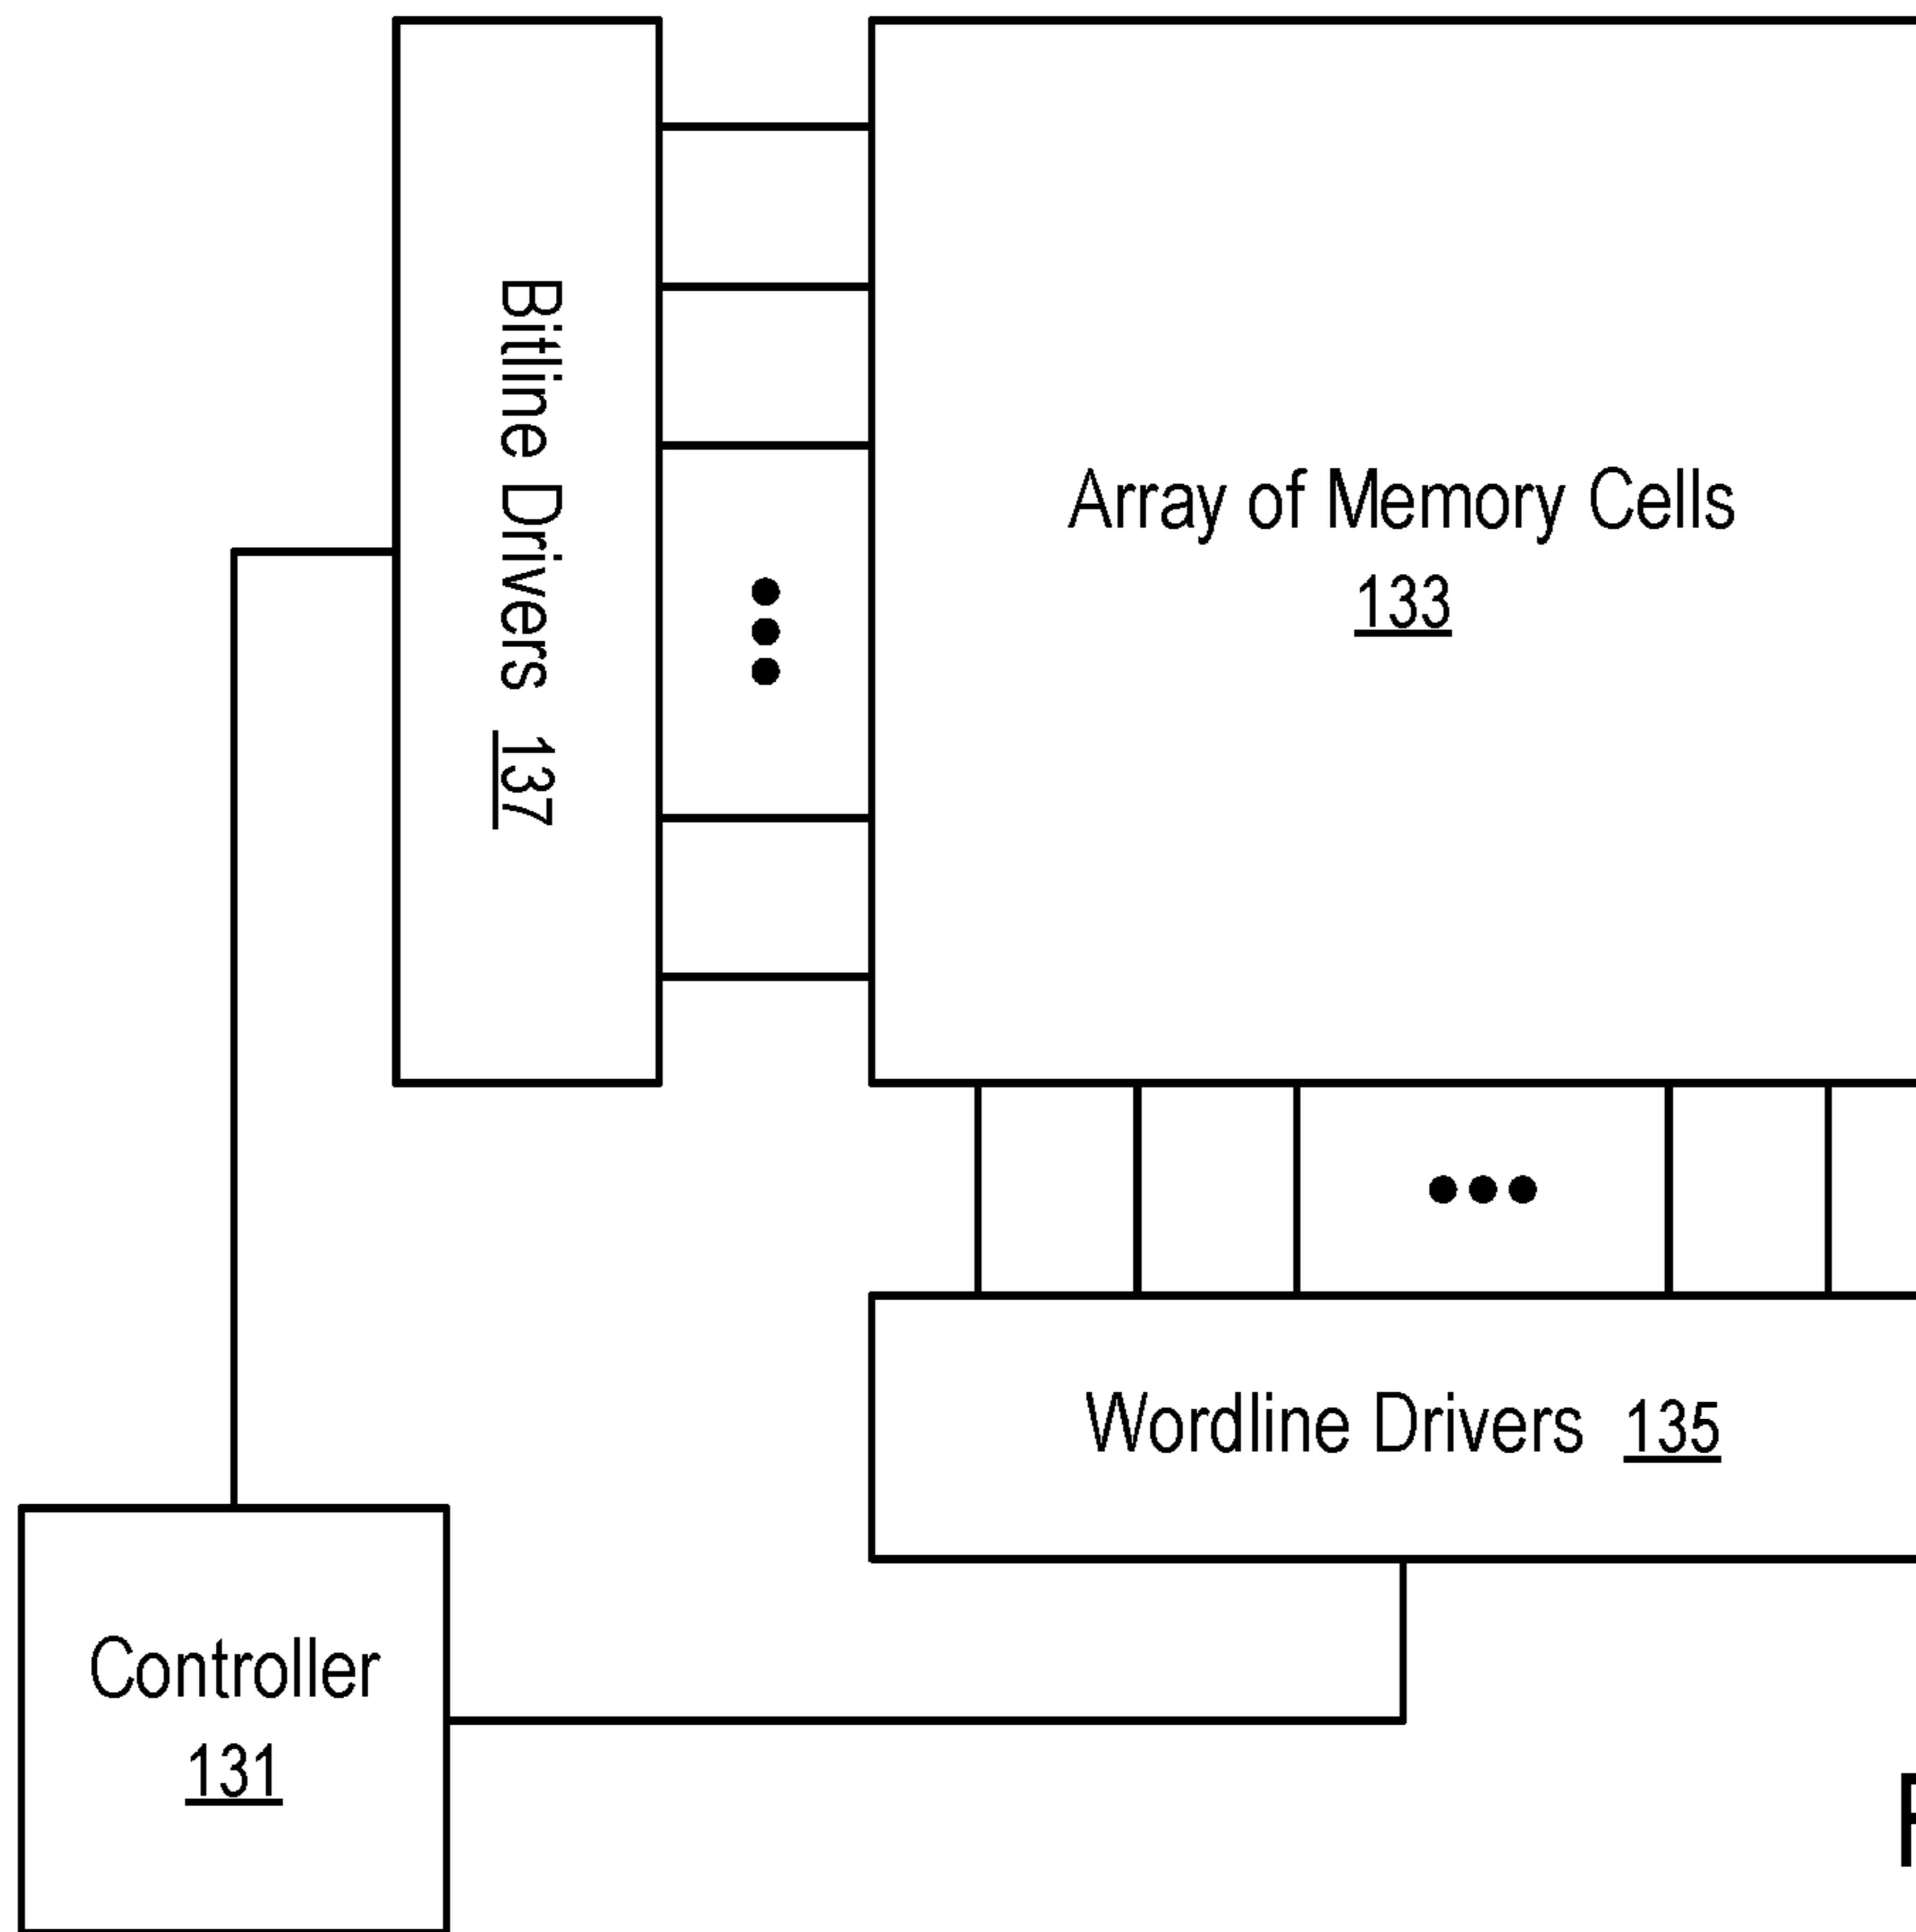 Bitline Drivers 137
Array of Memory Cells
133
Wordline Drivers 135
Controller
131